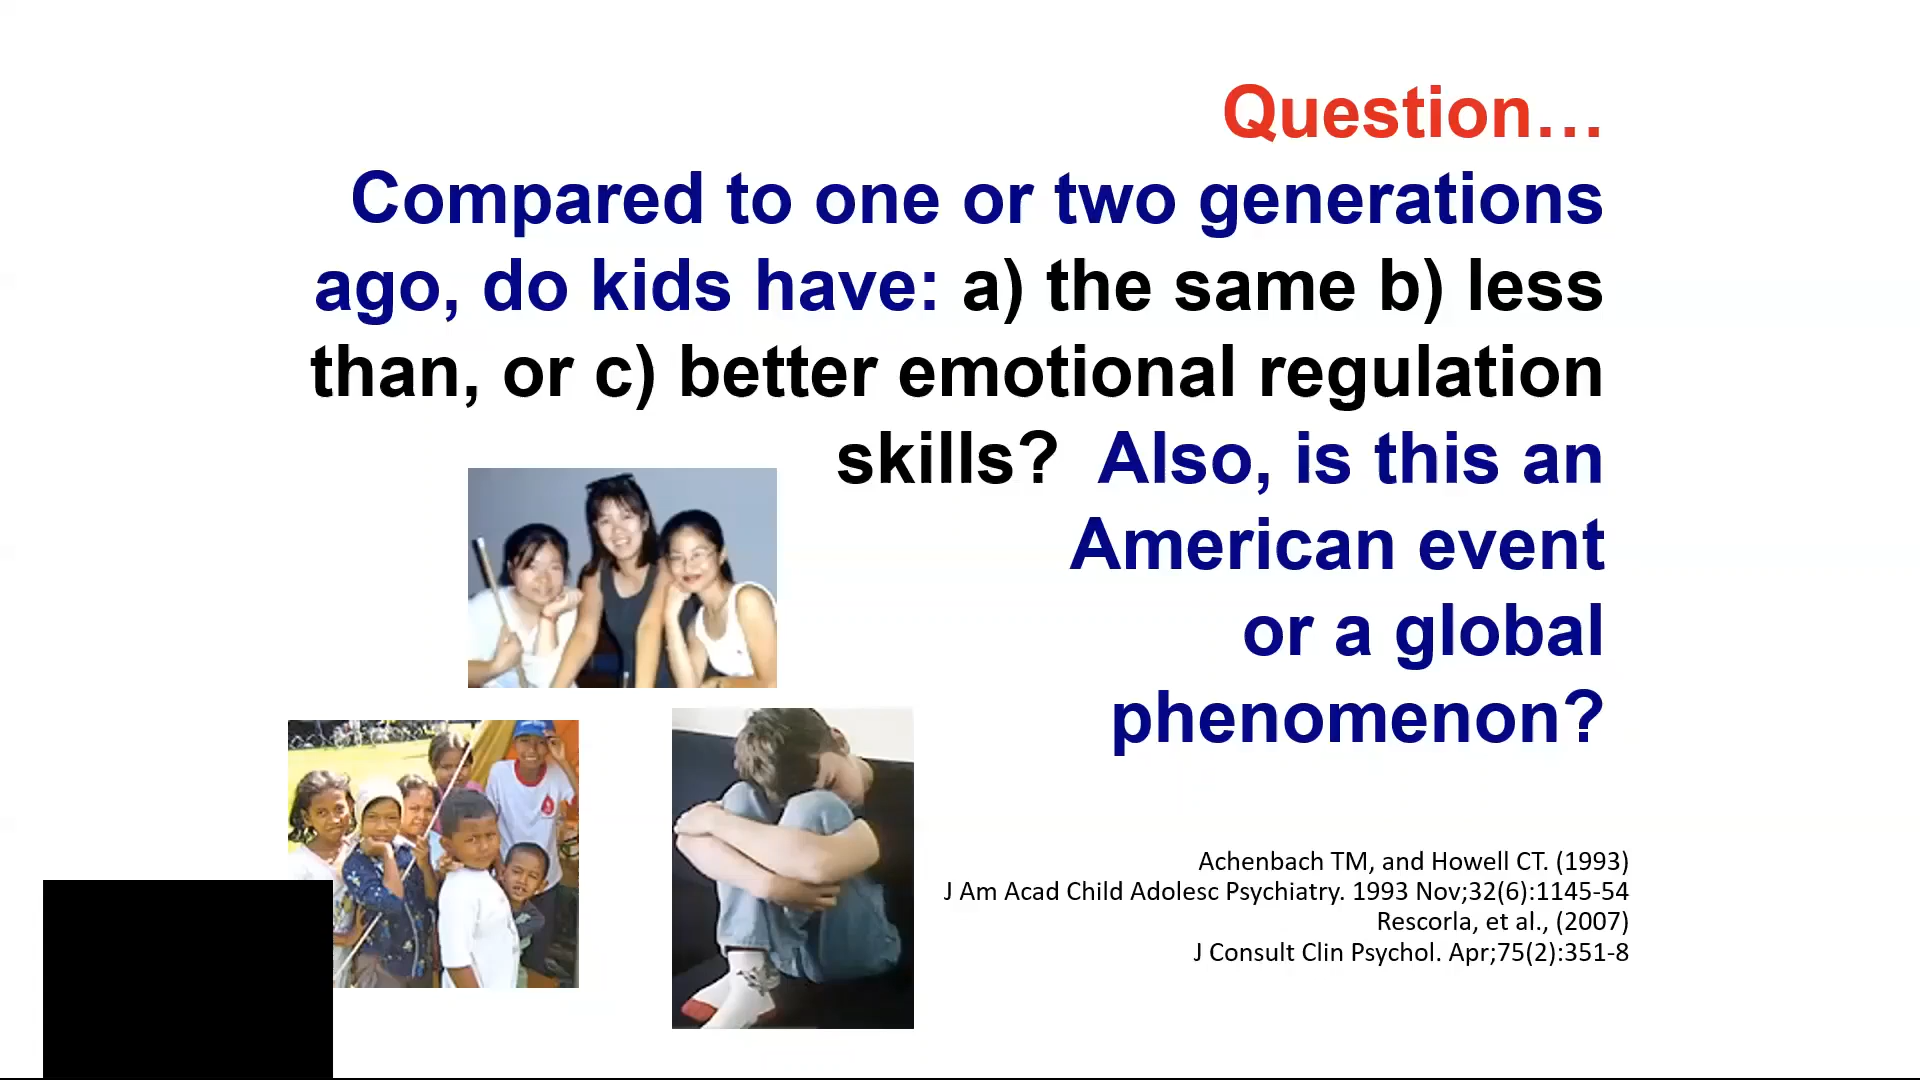 Question…
Compared to one or two generations
ago, do kids have: a) the same b) less
than, or c) better emotional regulation
skills?  Also, is this an
American event
or a global
phenomenon?
Achenbach TM, and Howell CT. (1993)
J Am Acad Child Adolesc Psychiatry. 1993 Nov;32(6):1145-54
Rescorla, et al., (2007)
J Consult Clin Psychol. Apr;75(2):351-8